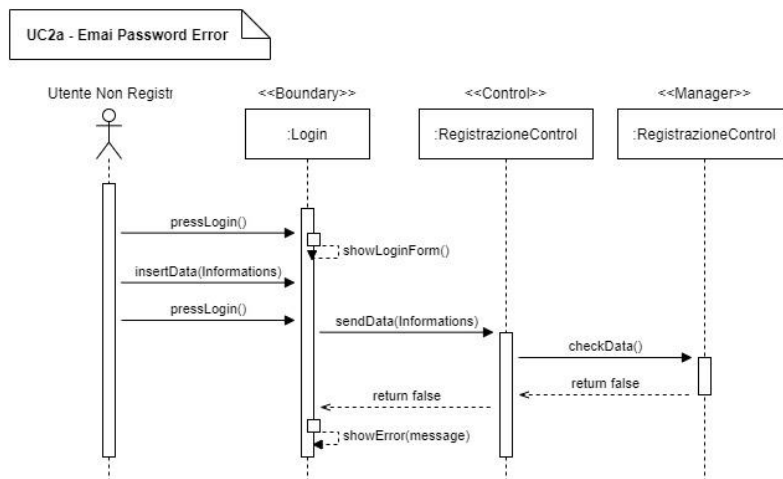 UC2a - Emai Password Error
Utente Non Registr
<<Boundary>>
<<Control>>
<<Manager>>
:Login
:RegistrazioneControl
:RegistrazioneControl
pressLogin()
showLoginForm()
insertData(Informations)
pressLogin()
sendData(Informations)
checkData()
return false
return false
showError(message)